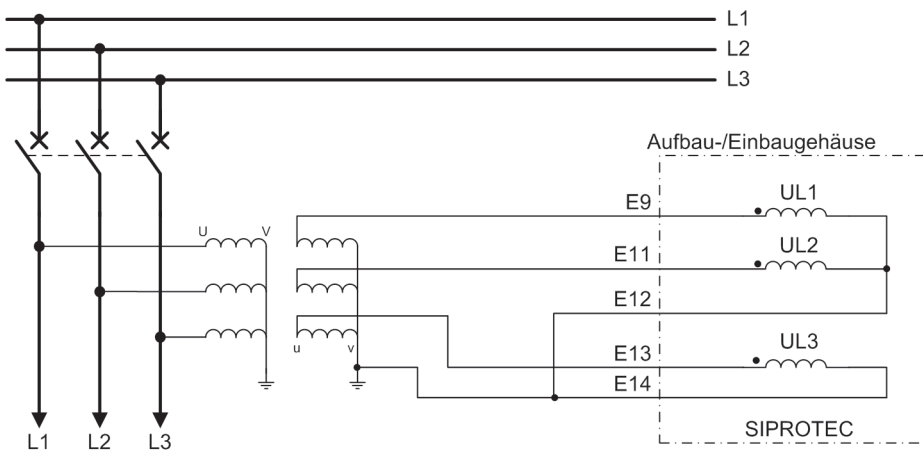 L1
L2
L3
Aufbau-/Einbaugehäuse
E9
UL1
U V
E11
UL2
E12
E13
UL3
u v
E14
L1 L2 L3
SIPROTEC